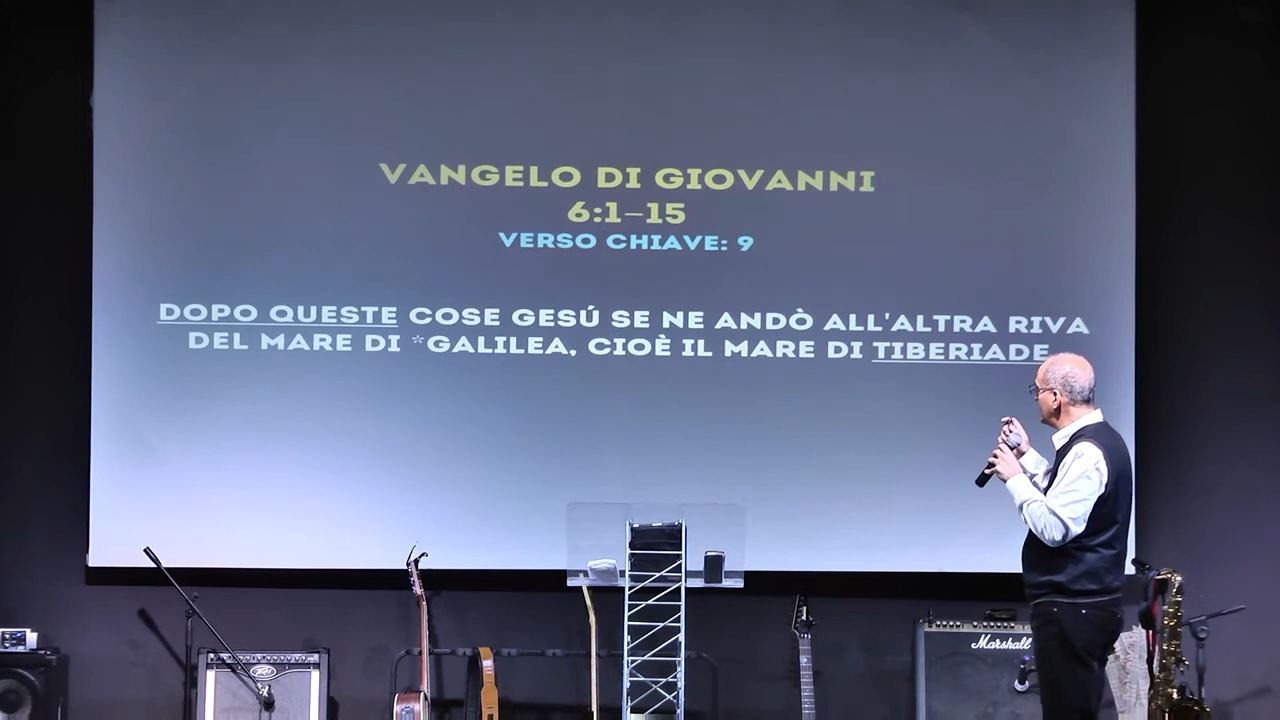 VANGELO DI GIOVANNI
6:1–15
VERSO CHIAVE: 9
DOPO QUESTE COSE GESÚ SE NE ANDÒ ALL'ALTRA RIVA
DEL MARE DI *GALILEA, CIOÈ IL MARE DI TIBERIADE
Marshall
PEAVEY